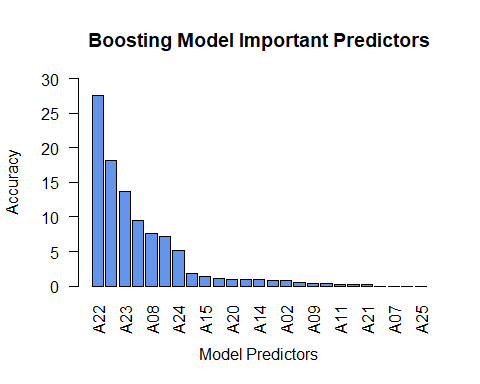 Boosting Model Important Predictors
Accuracy
30
25
20
15
10
5
0
A22
A23
A08
A24
A15
A20
A14
A02
A09
A11
A21
A07
A25
Model Predictors